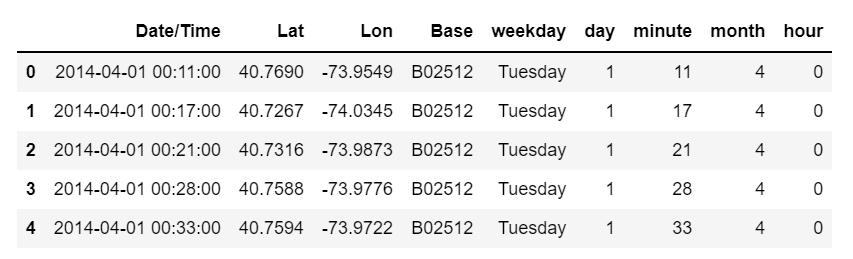 Date/Time Lat Lon Base weekday day minute month hour
0 2014-04-01 00:11:00 40.7690 -73.9549 B02512 Tuesday 1 11 4 0
1 2014-04-01 00:17:00 40.7267 -74.0345 B02512 Tuesday 1 17 4 0
2 2014-04-01 00:21:00 40.7316 -73.9873 B02512 Tuesday 1 21 4 0
3 2014-04-01 00:28:00 40.7588 -73.9776 B02512 Tuesday 1 28 4 0
4 2014-04-01 00:33:00 40.7594 -73.9722 B02512 Tuesday 1 33 4 0